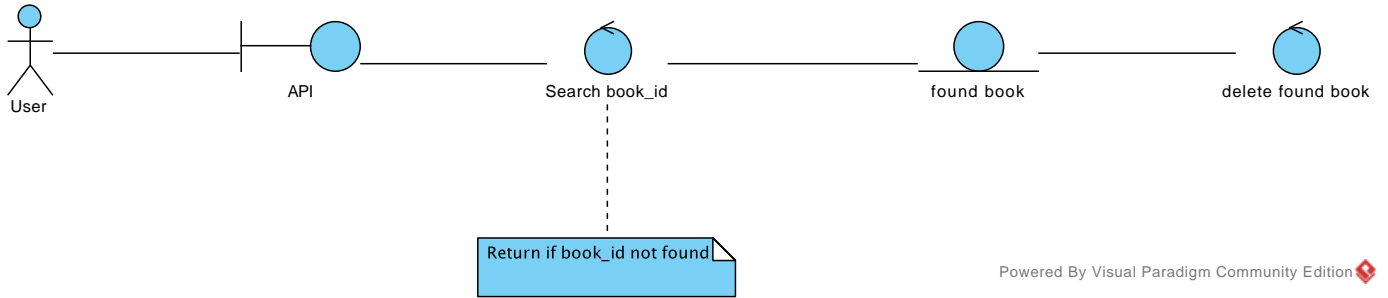 User
API
Search book_id
found book
delete found book
Return if book_id not found
Powered By Visual Paradigm Community Edition